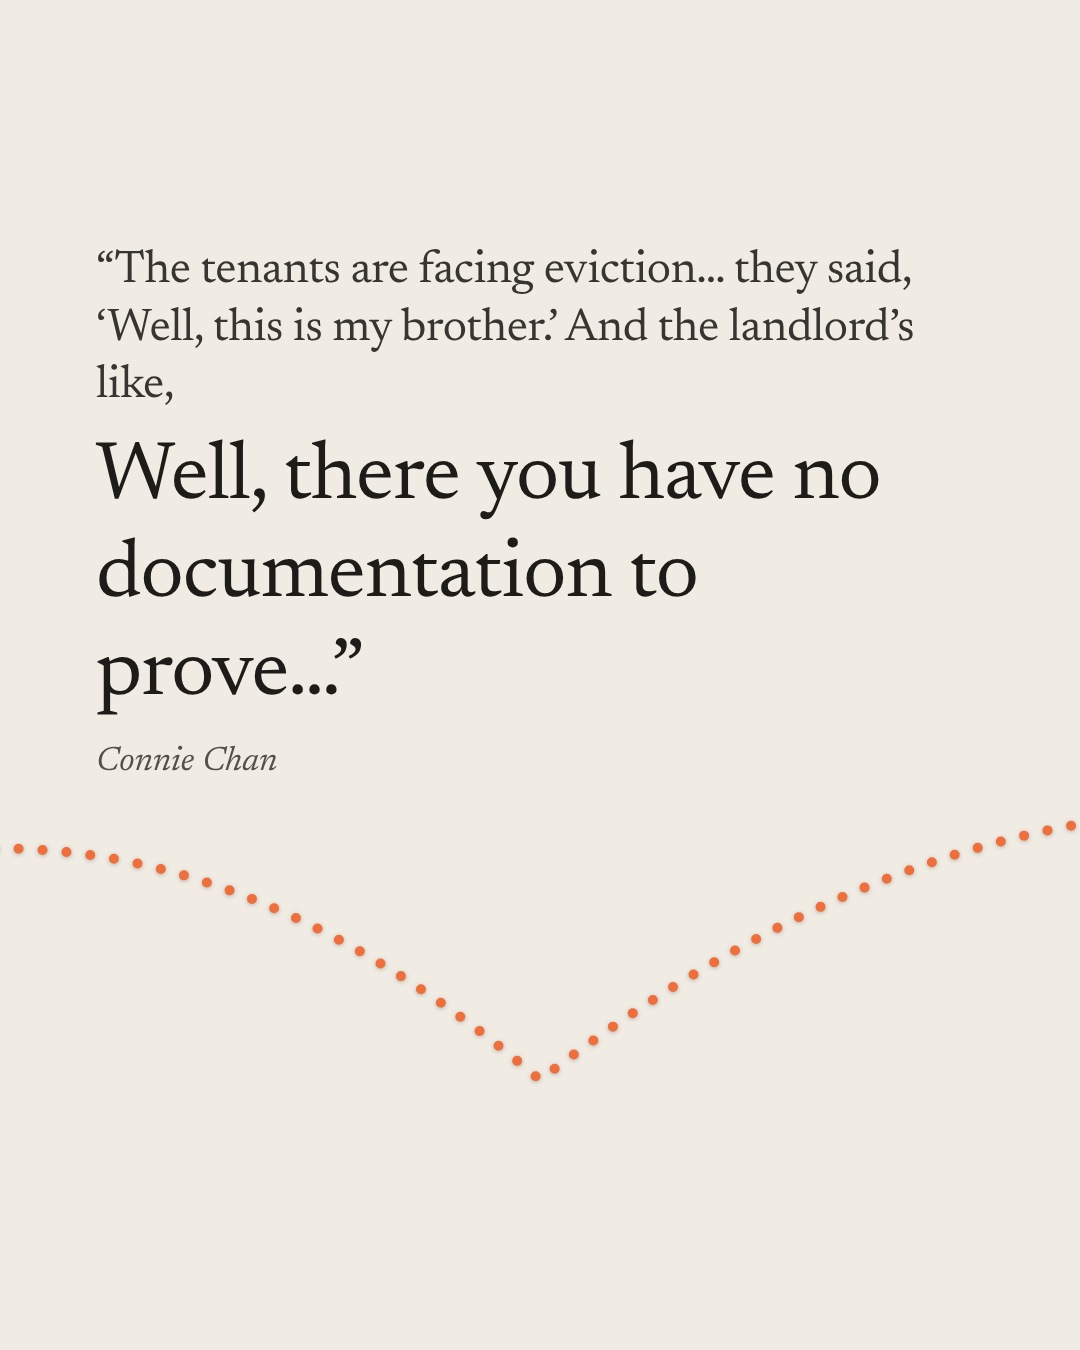 “The tenants are facing eviction... they said,
‘Well, this is my brother.’ And the landlord’s
like,
Well, there you have no
documentation to
prove...”
Connie Chan